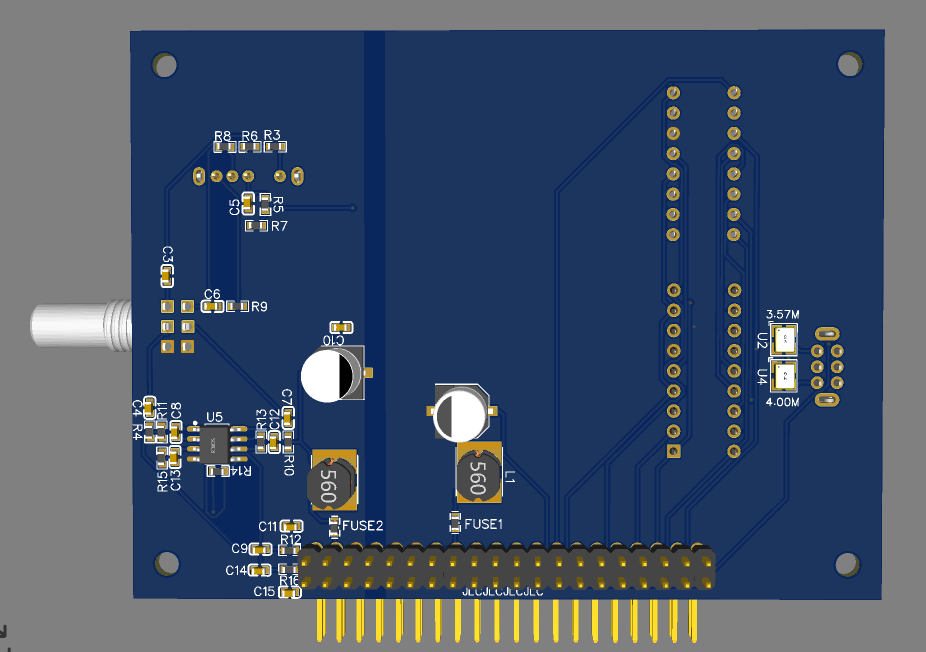 R8 R6 R3
C5
R5
R7
C3
C6
R9
3.57M
U2
C10
U4
4.00M
C4
R11
C8
U5
R13
C12
C7
R4
R10
R14
R15
C13
560
560
L1
C11
FUSE2
FUSE1
R12
C9
C14
R16
C15
JLCJLCJLCJLC